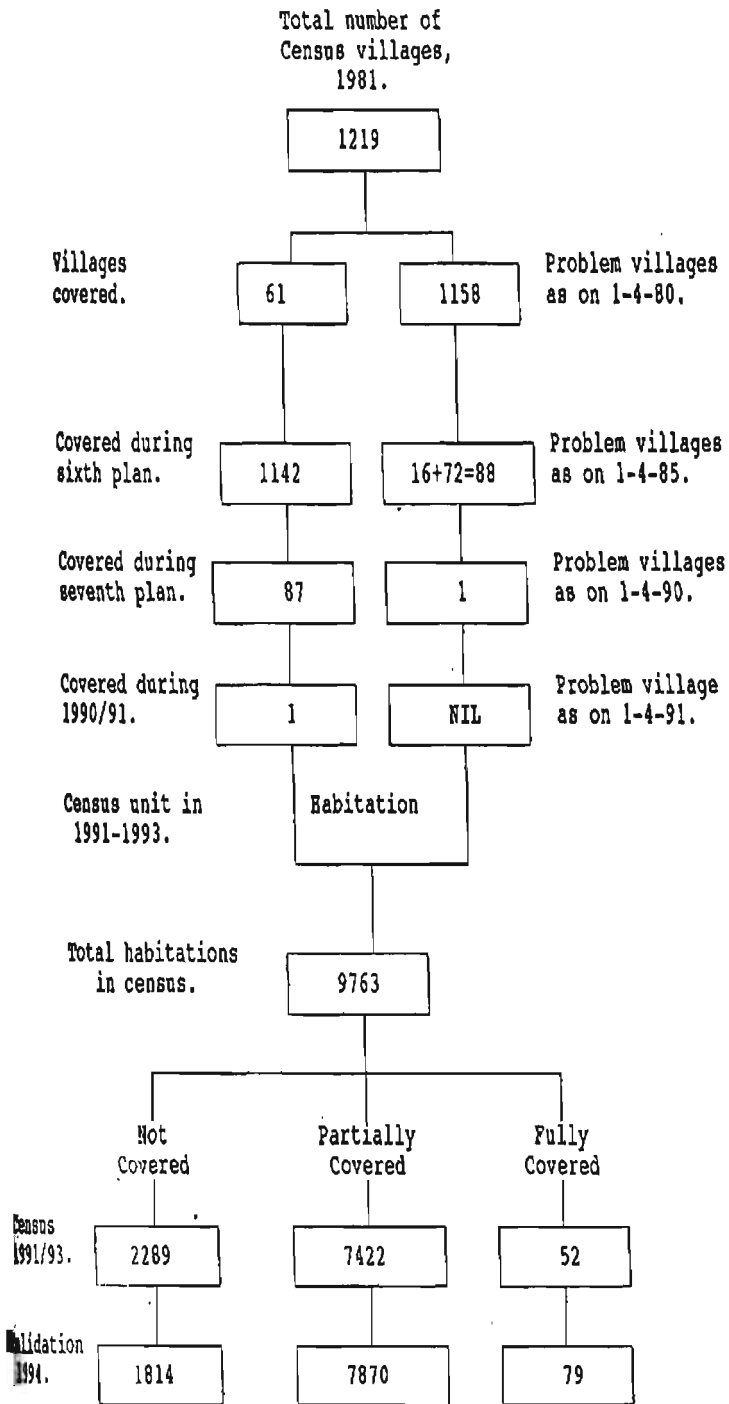 Total number of
Census villages,
1981.
1219
Villages
covered.
61
1158
Problem villages
as on 1-4-80.
Covered during
sixth plan.
1142
16+72=88
Problem villages
as on 1-4-85.
Covered during
seventh plan.
87
1
Problem villages
as on 1-4-90.
Covered during
1990/91.
1
NIL
Problem village
as on 1-4-91.
Census unit in
1991-1993.
Habitation
Total habitations
in census.
9763
Not
Covered
Partially
Covered
Fully
Covered
Census
1991/93.
2289
7422
52
alidation
1994.
1814
7870
79